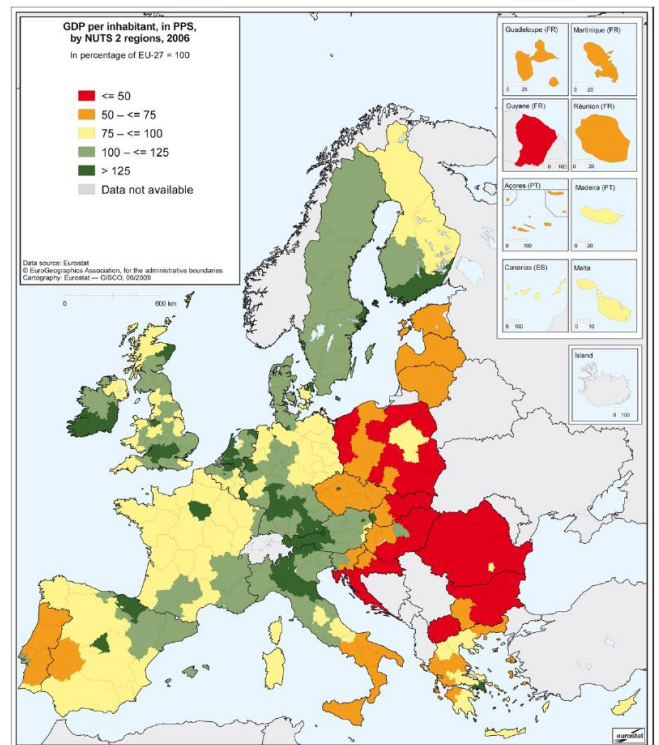 GDP per inhabitant, in PPS,
by NUTS 2 regions, 2006
In percentage of EU-27 = 100
<= 50
50 – <= 75
75 – <= 100
100 – <= 125
> 125
Data not available
Data source: Eurostat
© EuroGeographics Association, for the administrative boundaries
Cartography: Eurostat — GISCO, 05/2009
0 600 km
Guadeloupe (FR)
0 25
Martinique (FR)
0 20
Guyane (FR)
0 100
Réunion (FR)
0 20
Açores (PT)
0 100
Madeira (PT)
0 20
Canarias (ES)
0 100
Malta
0 10
Ísland
0 100
eurostat